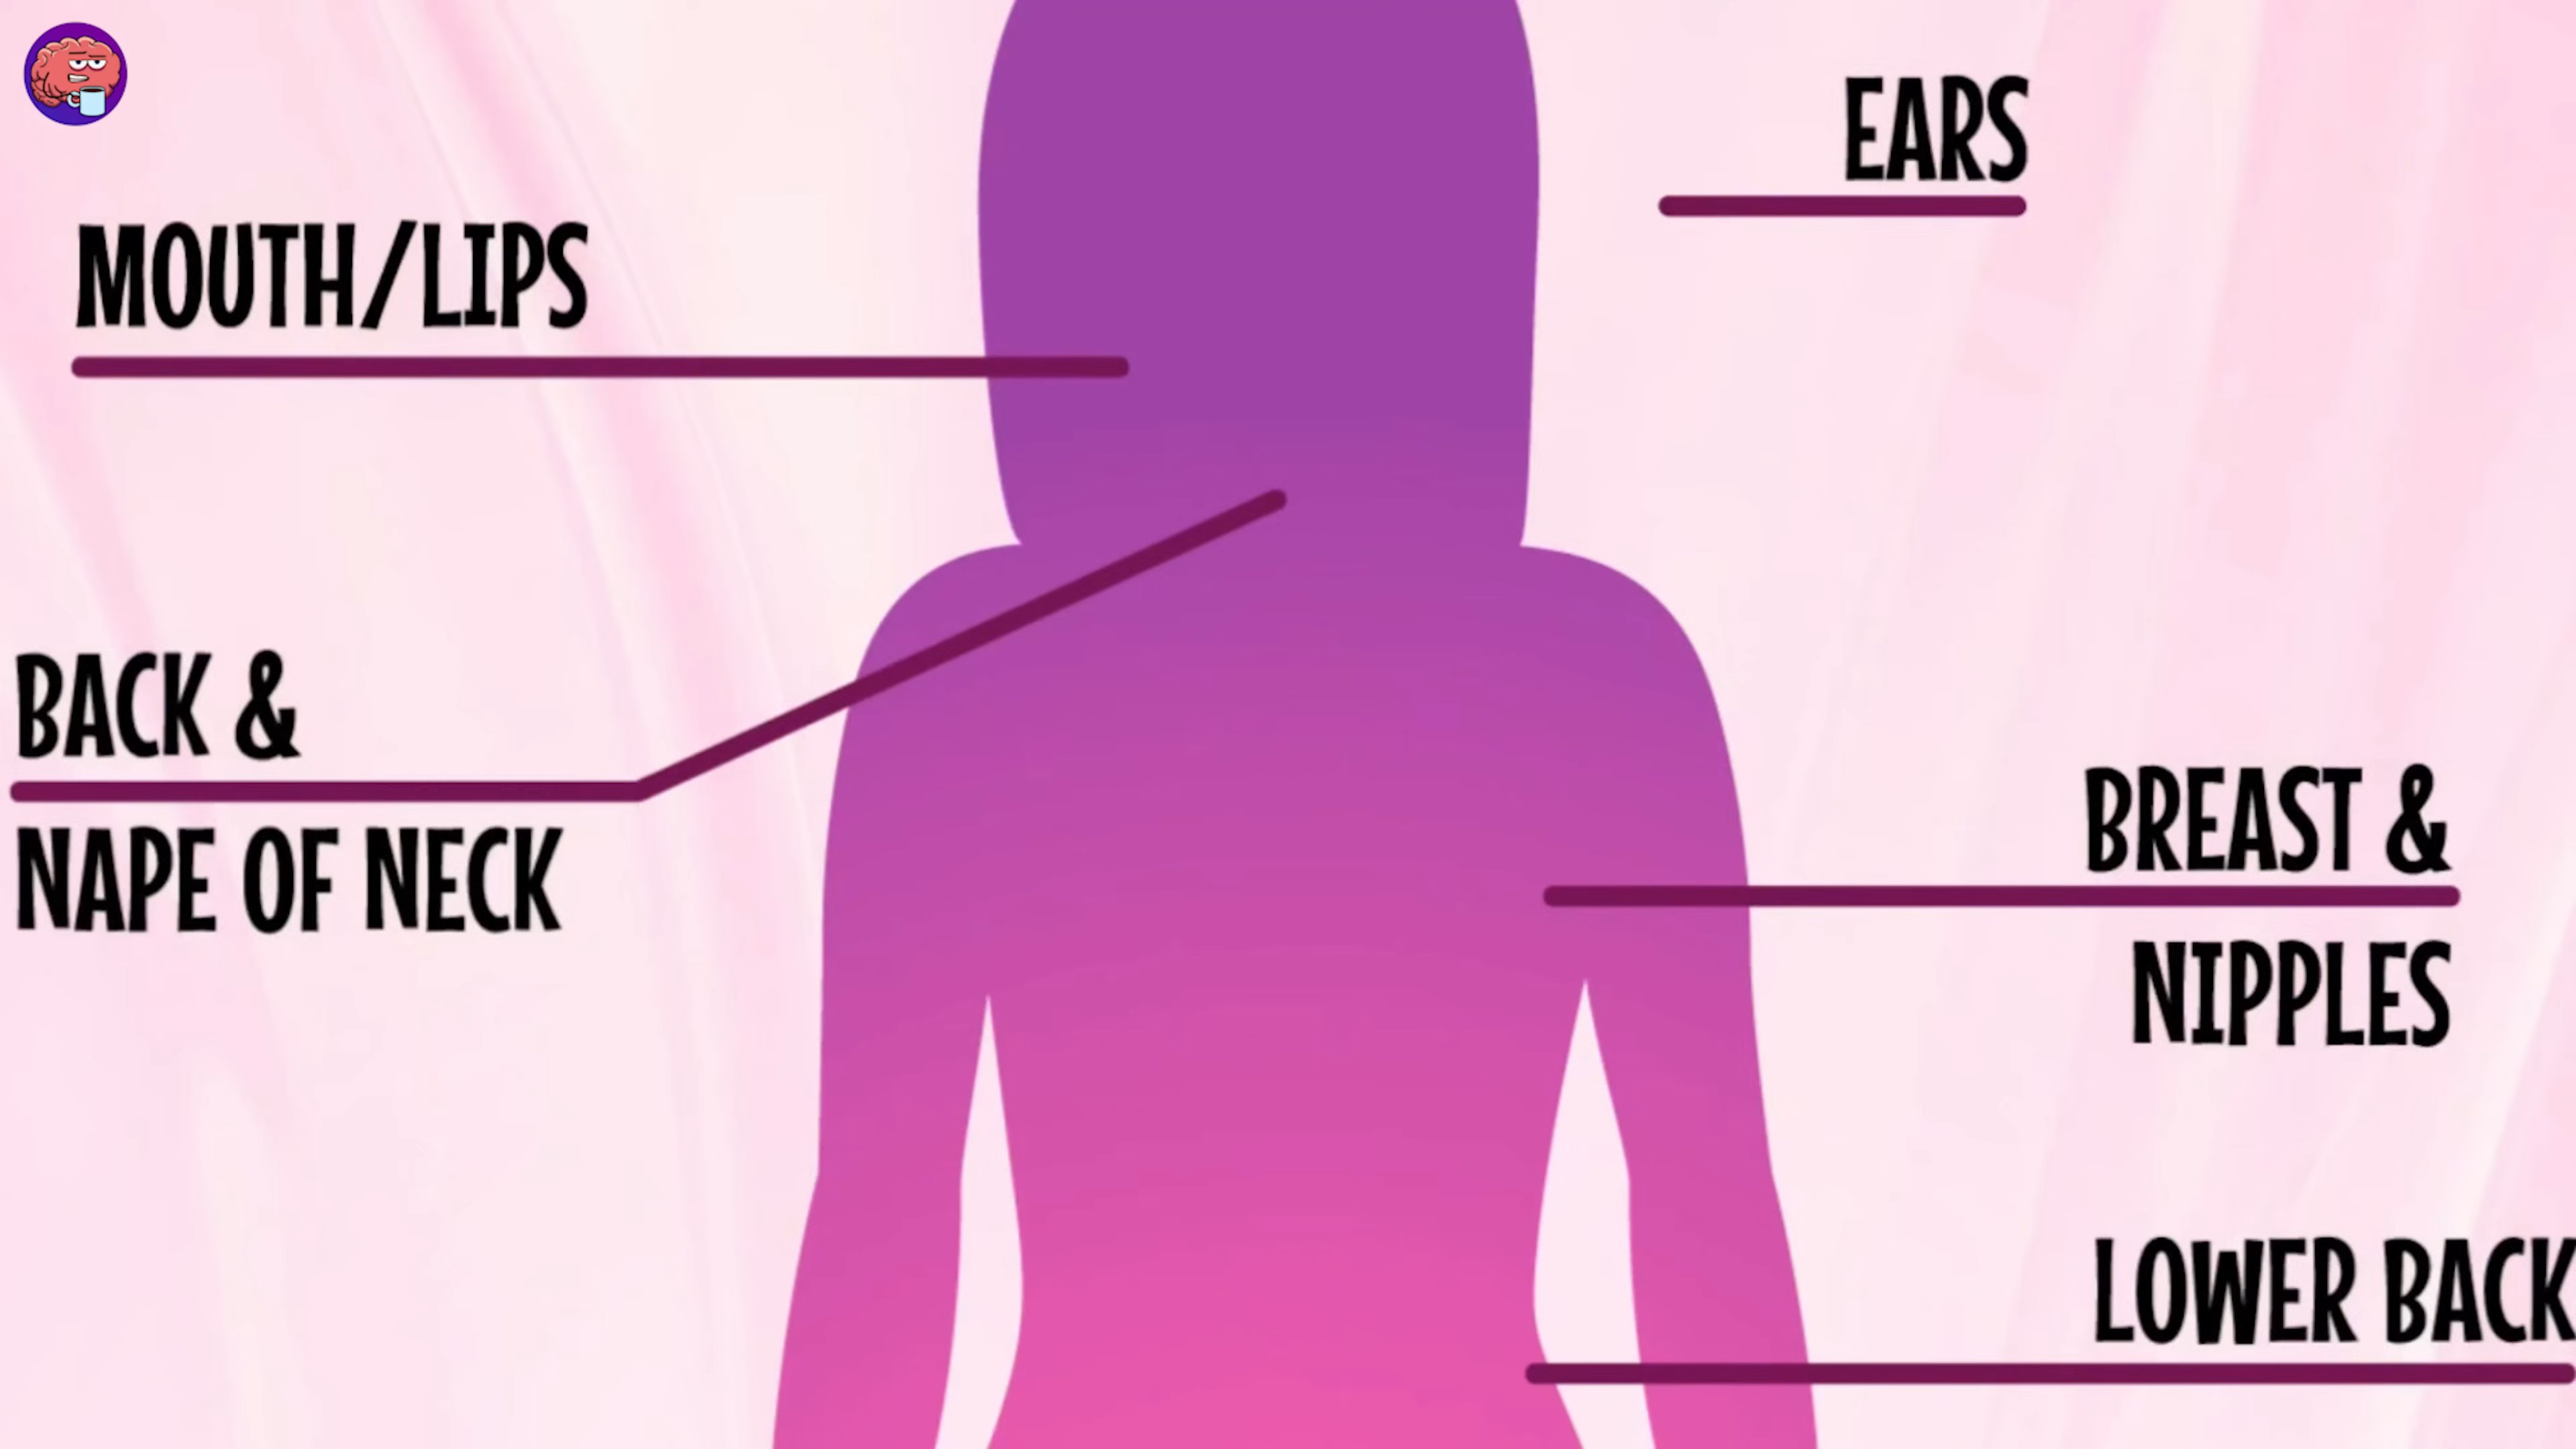 EARS
MOUTH/LIPS
BACK &
NAPE OF NECK
BREAST &
NIPPLES
LOWER BACK